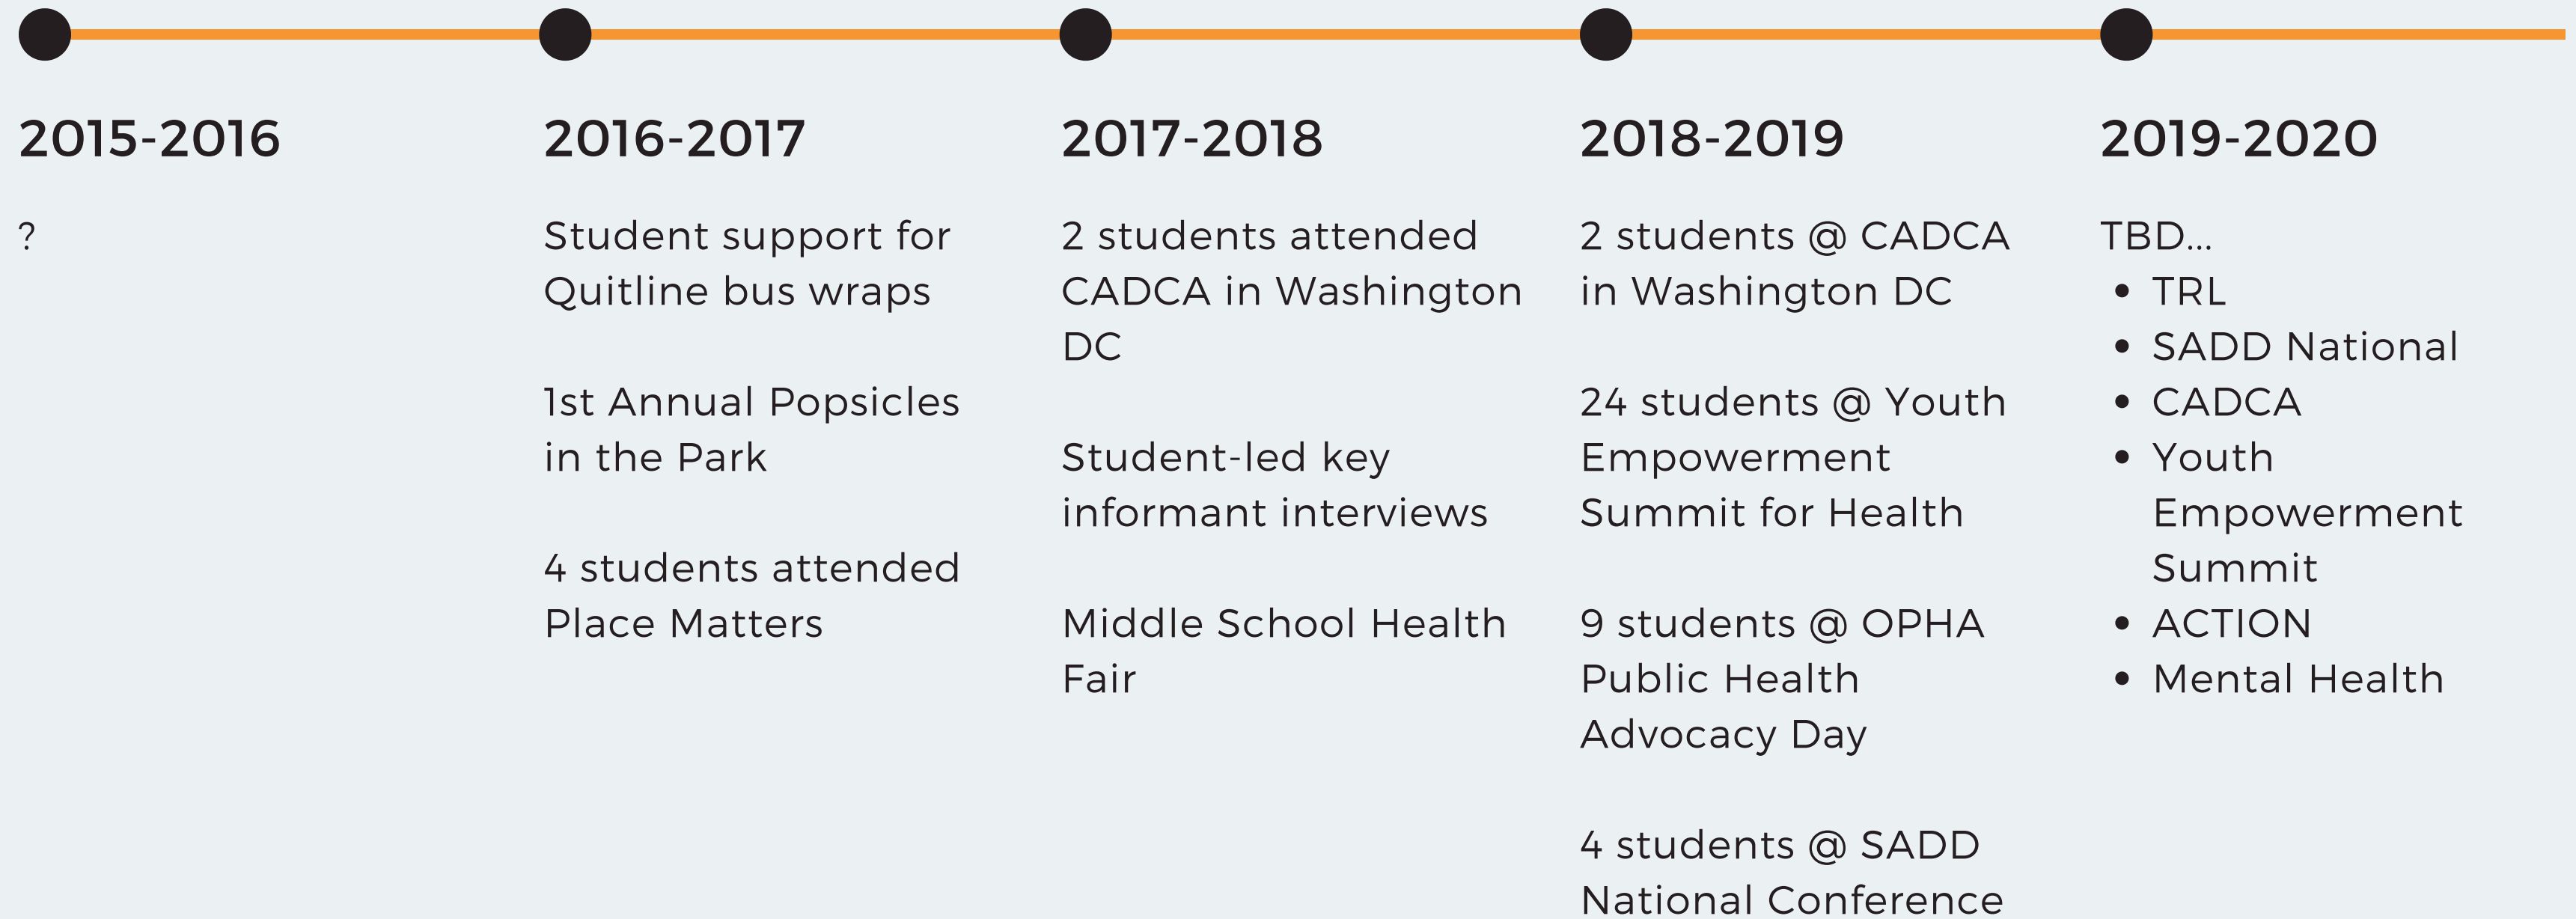 2015-2016
?
2016-2017
Student support for
Quitline bus wraps
1st Annual Popsicles
in the Park
4 students attended
Place Matters
2017-2018
2 students attended
CADCA in Washington
DC
Student-led key
informant interviews
Middle School Health
Fair
2018-2019
2 students @ CADCA
in Washington DC
24 students @ Youth
Empowerment
Summit for Health
9 students @ OPHA
Public Health
Advocacy Day
4 students @ SADD
National Conference
2019-2020
TBD...
• TRL
• SADD National
• CADCA
• Youth
Empowerment
Summit
• ACTION
• Mental Health